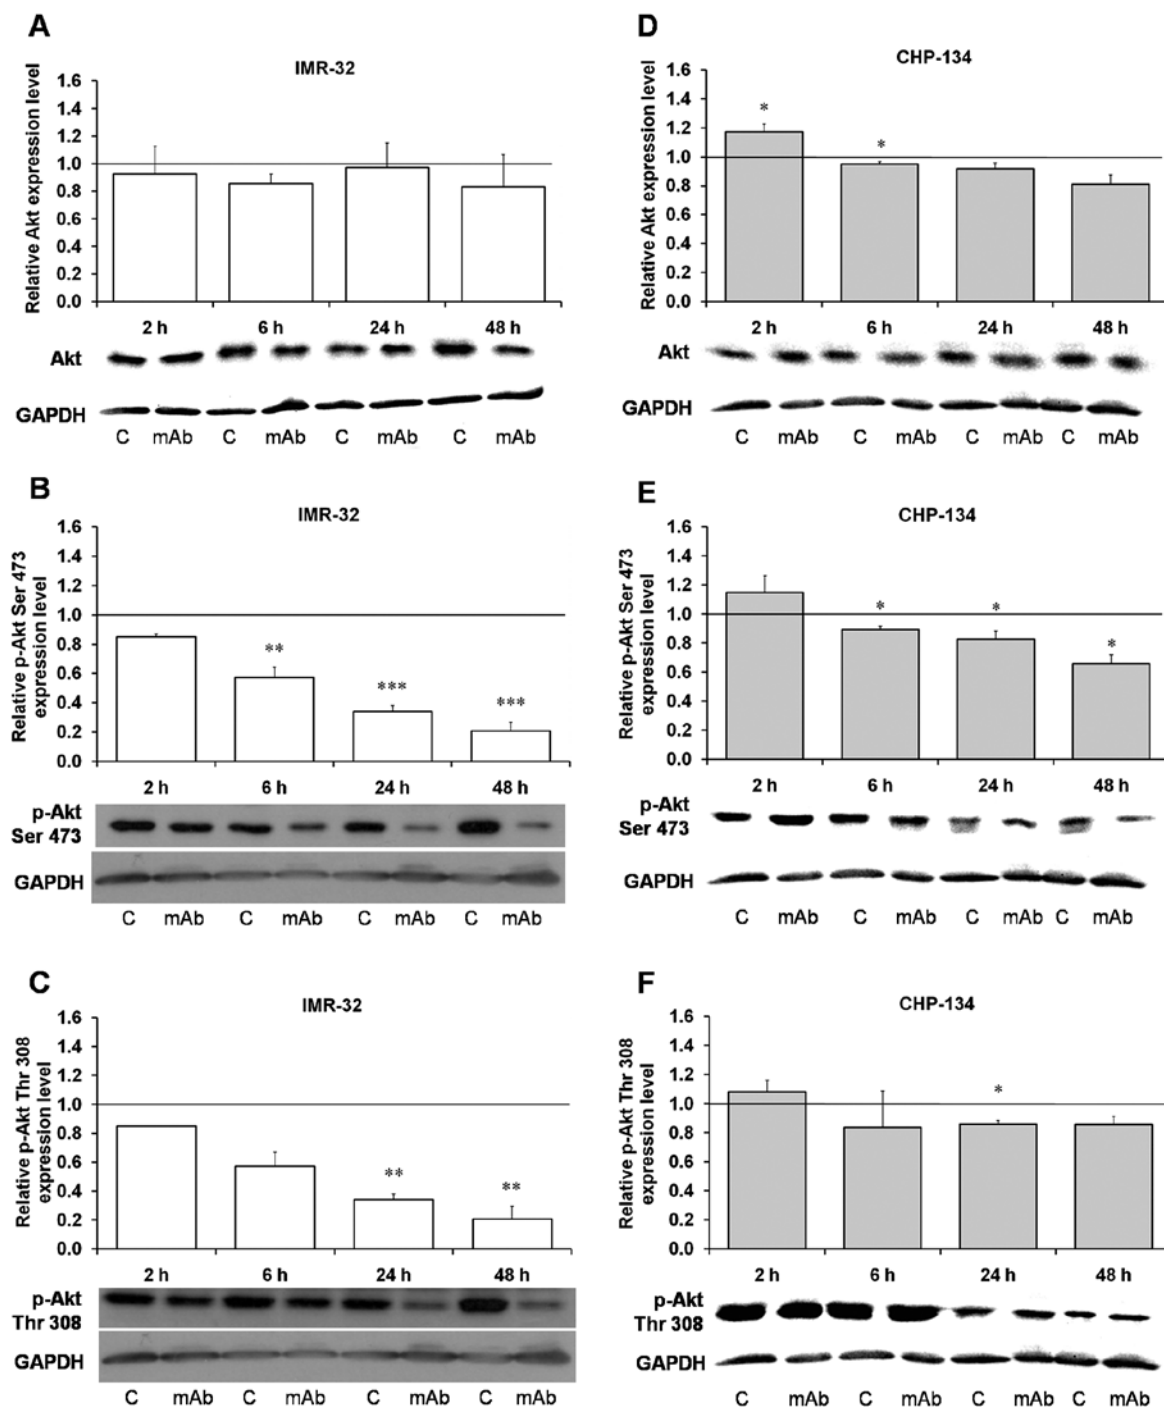 A
IMR-32
Relative Akt expression level
1.6
1.4
1.2
1.0
0.8
0.6
0.4
0.2
0.0
2 h 6 h 24 h 48 h
Akt
GAPDH
C mAb C mAb C mAb C mAb
B
IMR-32
Relative p-Akt Ser 473
expression level
1.6
1.4
1.2
1.0
0.8
0.6
0.4
0.2
0.0
**
***
***
2 h 6 h 24 h 48 h
p-Akt
Ser 473
GAPDH
C mAb C mAb C mAb C mAb
C
IMR-32
Relative p-Akt Thr 308
expression level
1.6
1.4
1.2
1.0
0.8
0.6
0.4
0.2
0.0
**
**
2 h 6 h 24 h 48 h
p-Akt
Thr 308
GAPDH
C mAb C mAb C mAb C mAb
D
CHP-134
Relative Akt expression level
1.6
1.4
1.2
1.0
0.8
0.6
0.4
0.2
0.0
*
*
2 h 6 h 24 h 48 h
Akt
GAPDH
C mAb C mAb C mAb C mAb
E
CHP-134
Relative p-Akt Ser 473
expression level
1.6
1.4
1.2
1.0
0.8
0.6
0.4
0.2
0.0
*
*
*
2 h 6 h 24 h 48 h
p-Akt
Ser 473
GAPDH
C mAb C mAb C mAb C mAb
F
CHP-134
Relative p-Akt Thr 308
expression level
1.6
1.4
1.2
1.0
0.8
0.6
0.4
0.2
0.0
*
2 h 6 h 24 h 48 h
p-Akt
Thr 308
GAPDH
C mAb C mAb C mAb C mAb